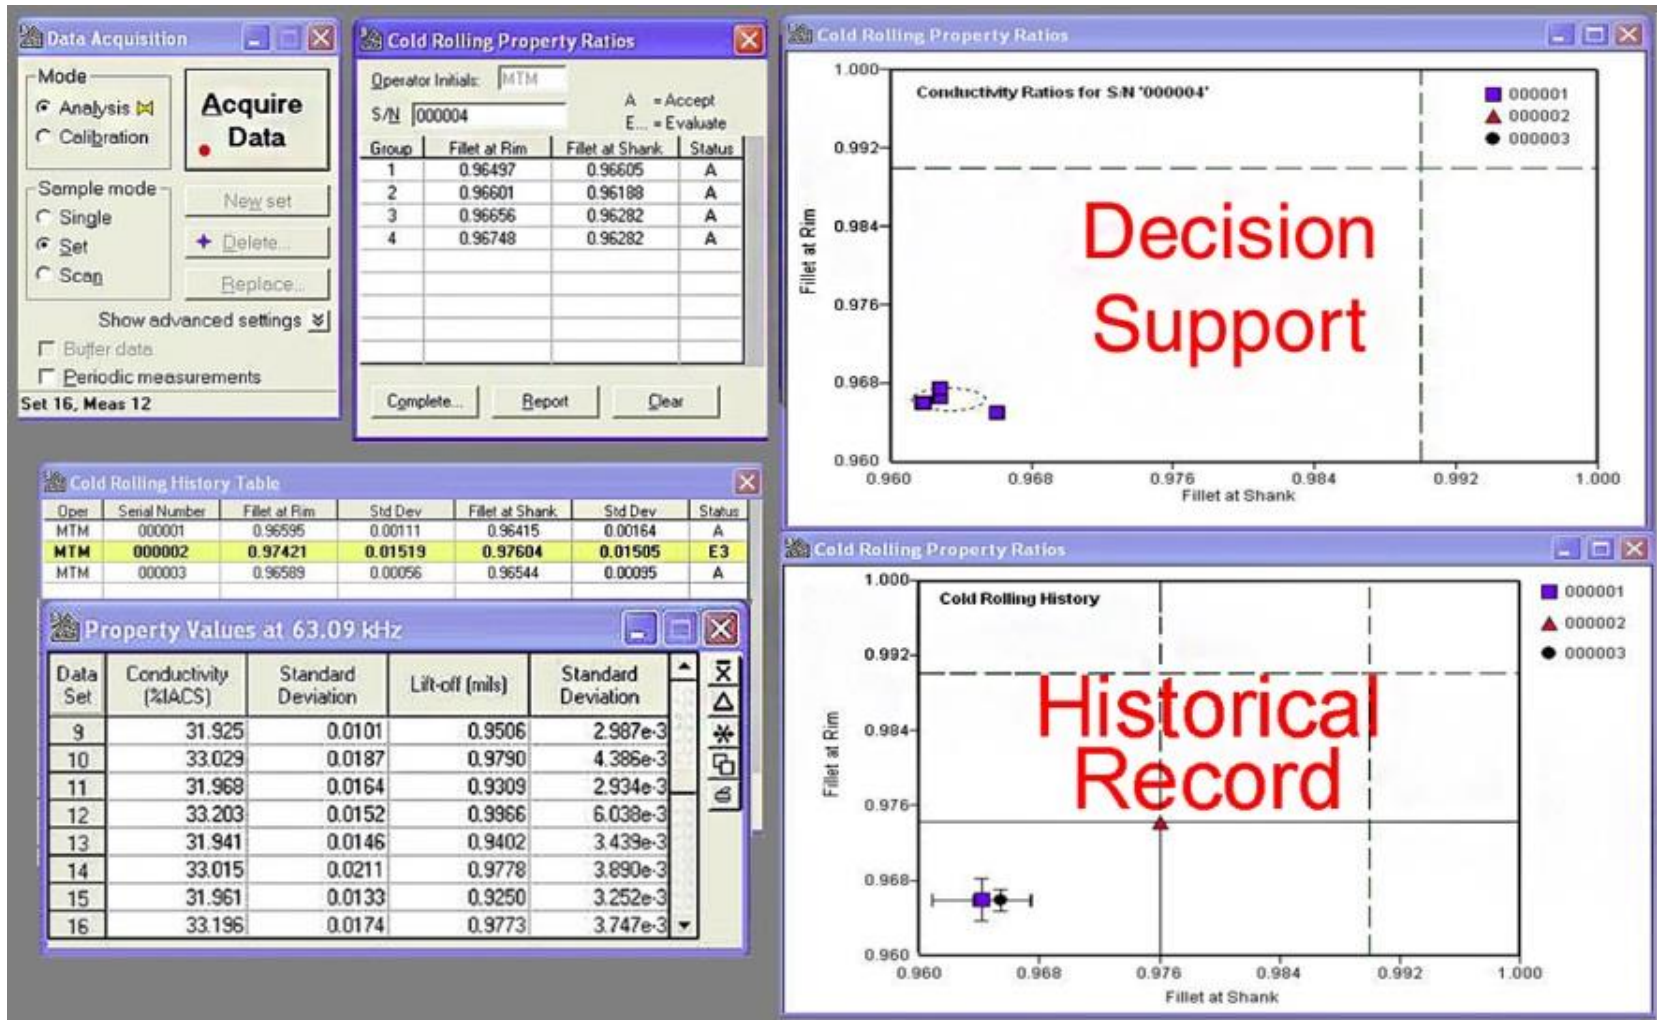 Data Acquisition
Mode
Analysis
Calibration
Acquire
Data
Sample mode
Single
Set
Scan
New set
Delete...
Replace...
Show advanced settings
Buffer data
Periodic measurements
Set 16, Meas 12
Cold Rolling Property Ratios
Operator Initials: MTM
S/N 000004
A = Accept
E... = Evaluate
Group Fillet at Rim Fillet at Shank Status
1 0.96497 0.96605 A
2 0.96601 0.96188 A
3 0.96656 0.96282 A
4 0.96748 0.96282 A
Complete... Report Clear
Cold Rolling Property Ratios
Conductivity Ratios for S/N '000004'
000001
000002
000003
Decision
Support
Fillet at Rim
1.000
0.992
0.984
0.976
0.968
0.960
0.960 0.968 0.976 0.984 0.992 1.000
Fillet at Shank
Cold Rolling History Table
Oper Serial Number Fillet at Rim Std Dev Fillet at Shank Std Dev Status
MTM 000001 0.96595 0.00111 0.96415 0.00164 A
MTM 000002 0.97421 0.01519 0.97604 0.01505 E3
MTM 000003 0.96589 0.00056 0.96544 0.00095 A
Property Values at 63.09 kHz
Data Set Conductivity (%IACS) Standard Deviation Lift-off (mils) Standard Deviation
9 31.925 0.0101 0.9506 2.987e-3
10 33.029 0.0187 0.9790 4.386e-3
11 31.968 0.0164 0.9309 2.934e-3
12 33.203 0.0152 0.9966 6.038e-3
13 31.941 0.0146 0.9402 3.439e-3
14 33.015 0.0211 0.9778 3.890e-3
15 31.961 0.0133 0.9250 3.252e-3
16 33.196 0.0174 0.9773 3.747e-3
Cold Rolling Property Ratios
Cold Rolling History
000001
000002
000003
Historical
Record
Fillet at Rim
1.000
0.992
0.984
0.976
0.968
0.960
0.960 0.968 0.976 0.984 0.992 1.000
Fillet at Shank